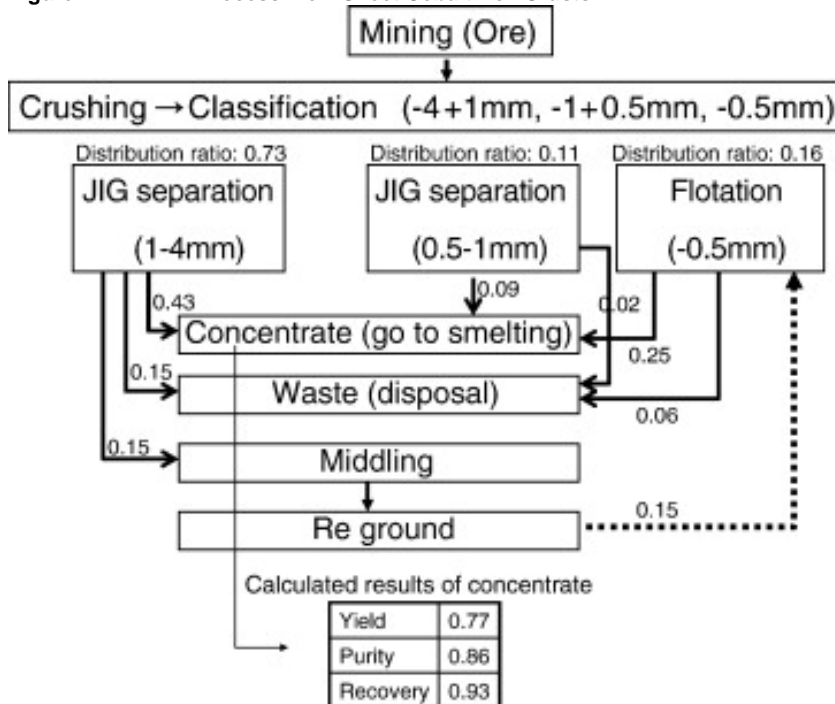 Mining (Ore)
Crushing → Classification (-4+1mm, -1+0.5mm, -0.5mm)
Distribution ratio: 0.73
Distribution ratio: 0.11
Distribution ratio: 0.16
JIG separation
(1-4mm)
JIG separation
(0.5-1mm)
Flotation
(-0.5mm)
0.43
0.09
0.02
Concentrate (go to smelting)
0.25
0.15
Waste (disposal)
0.06
0.15
Middling
Re ground
0.15
Calculated results of concentrate
Yield 0.77
Purity 0.86
Recovery 0.93